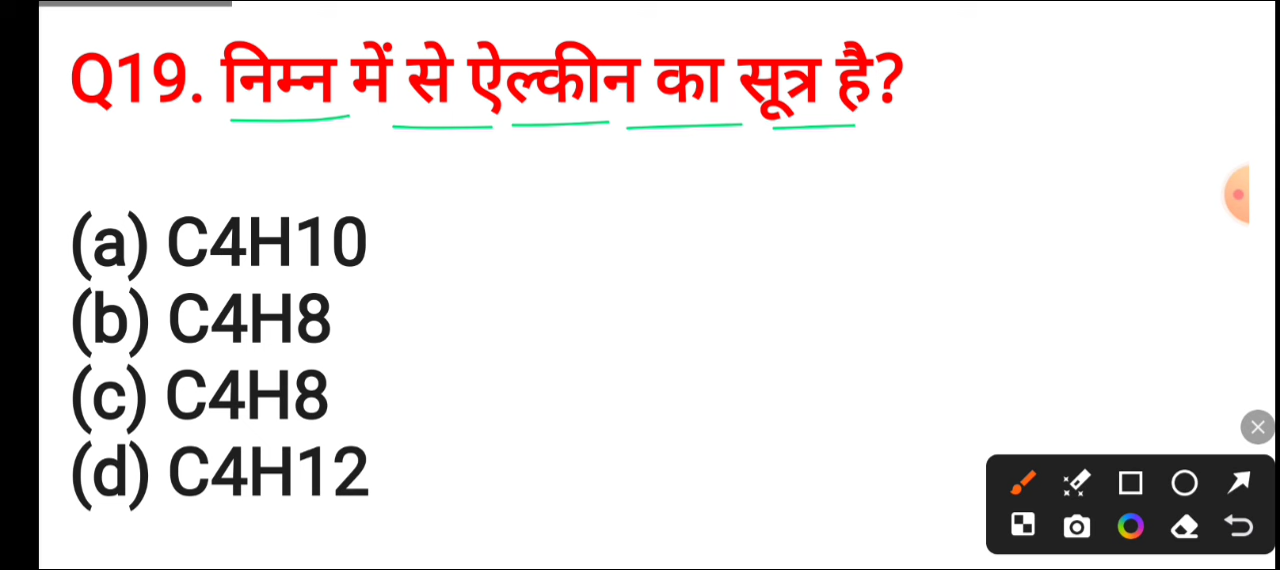 Q19. निम्न में से ऐल्कीन का सूत्र है?
(a) C4H10
(b) C4H8
(c) C4H8
(d) C4H12